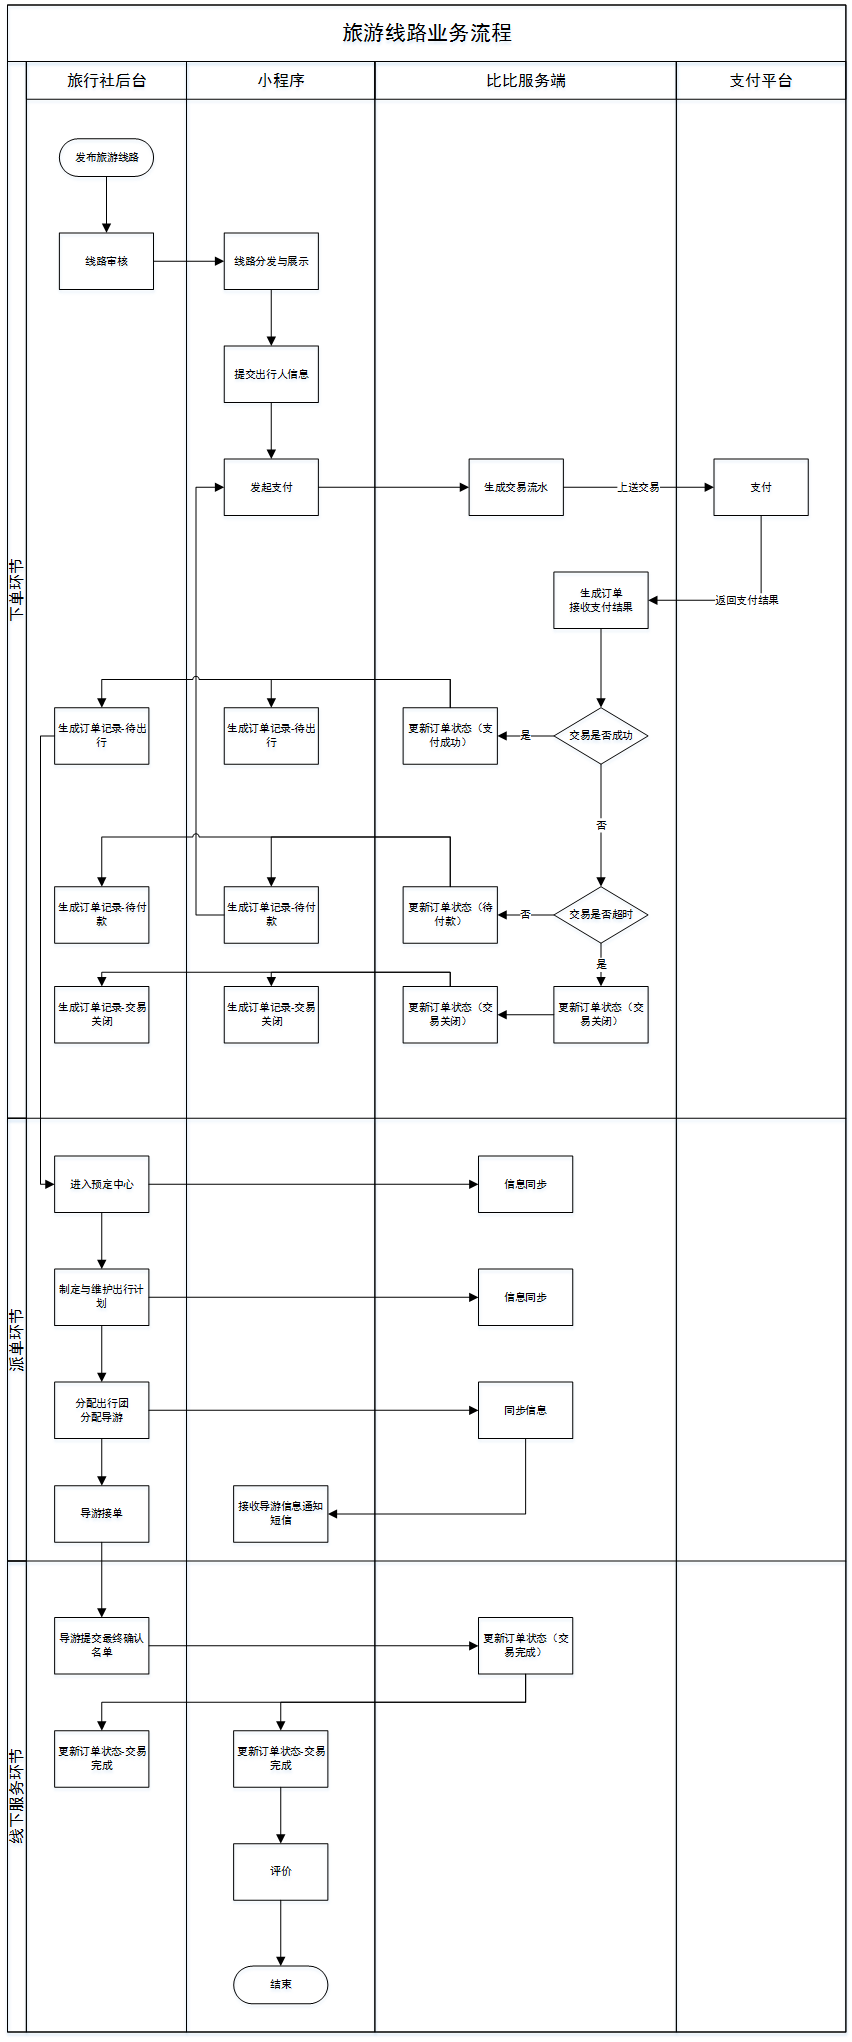 旅游线路业务流程
旅行社后台
小程序
比比服务端
支付平台
下单环节
发布旅游线路
线路审核
线路分发与展示
提交出行人信息
发起支付
生成交易流水
上送交易
支付
生成订单
接收支付结果
返回支付结果
生成订单记录-待出
行
生成订单记录-待出
行
更新订单状态（支
付成功）
是
交易是否成功
否
生成订单记录-待付
款
生成订单记录-待付
款
更新订单状态（待
付款）
否
交易是否超时
是
生成订单记录-交易
关闭
生成订单记录-交易
关闭
更新订单状态（交
易关闭）
更新订单状态（交
易关闭）
派单环节
进入预定中心
信息同步
制定与维护出行计
划
信息同步
分配出行团
分配导游
同步信息
导游接单
接收导游信息通知
短信
线下服务环节
导游提交最终确认
名单
更新订单状态（交
易完成）
更新订单状态-交易
完成
更新订单状态-交易
完成
评价
结束